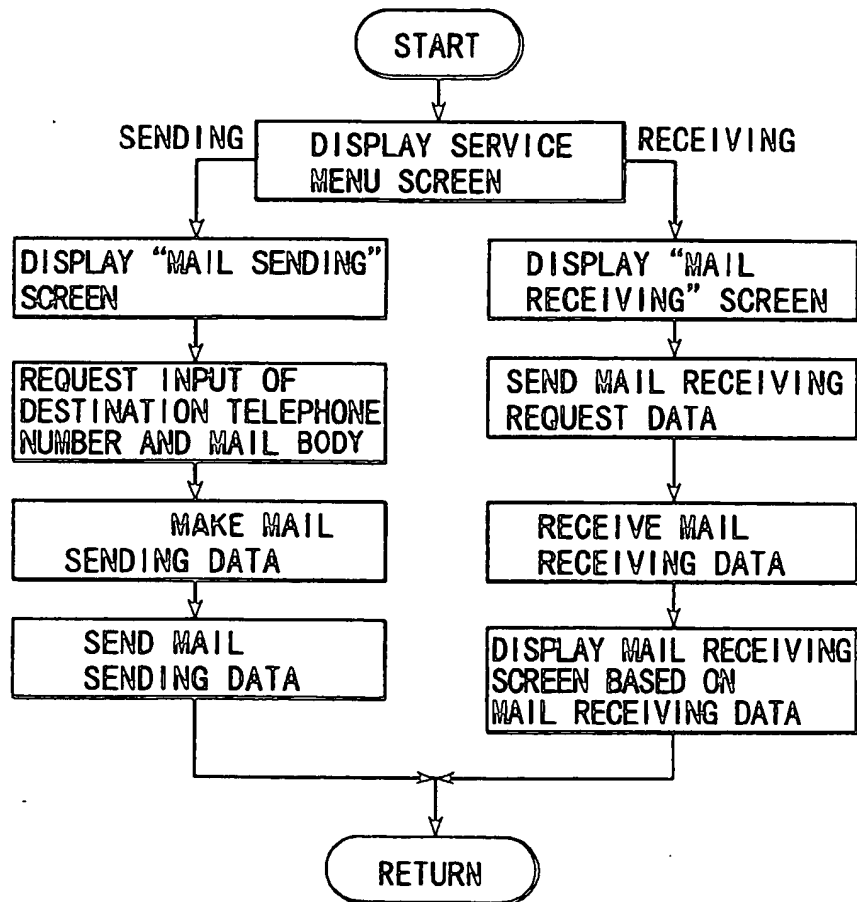 START
SENDING
RECEIVING
DISPLAY SERVICE
MENU SCREEN
DISPLAY “MAIL SENDING”
SCREEN
REQUEST INPUT OF
DESTINATION TELEPHONE
NUMBER AND MAIL BODY
MAKE MAIL
SENDING DATA
SEND MAIL
SENDING DATA
DISPLAY “MAIL
RECEIVING” SCREEN
SEND MAIL RECEIVING
REQUEST DATA
RECEIVE MAIL
RECEIVING DATA
DISPLAY MAIL RECEIVING
SCREEN BASED ON
MAIL RECEIVING DATA
RETURN